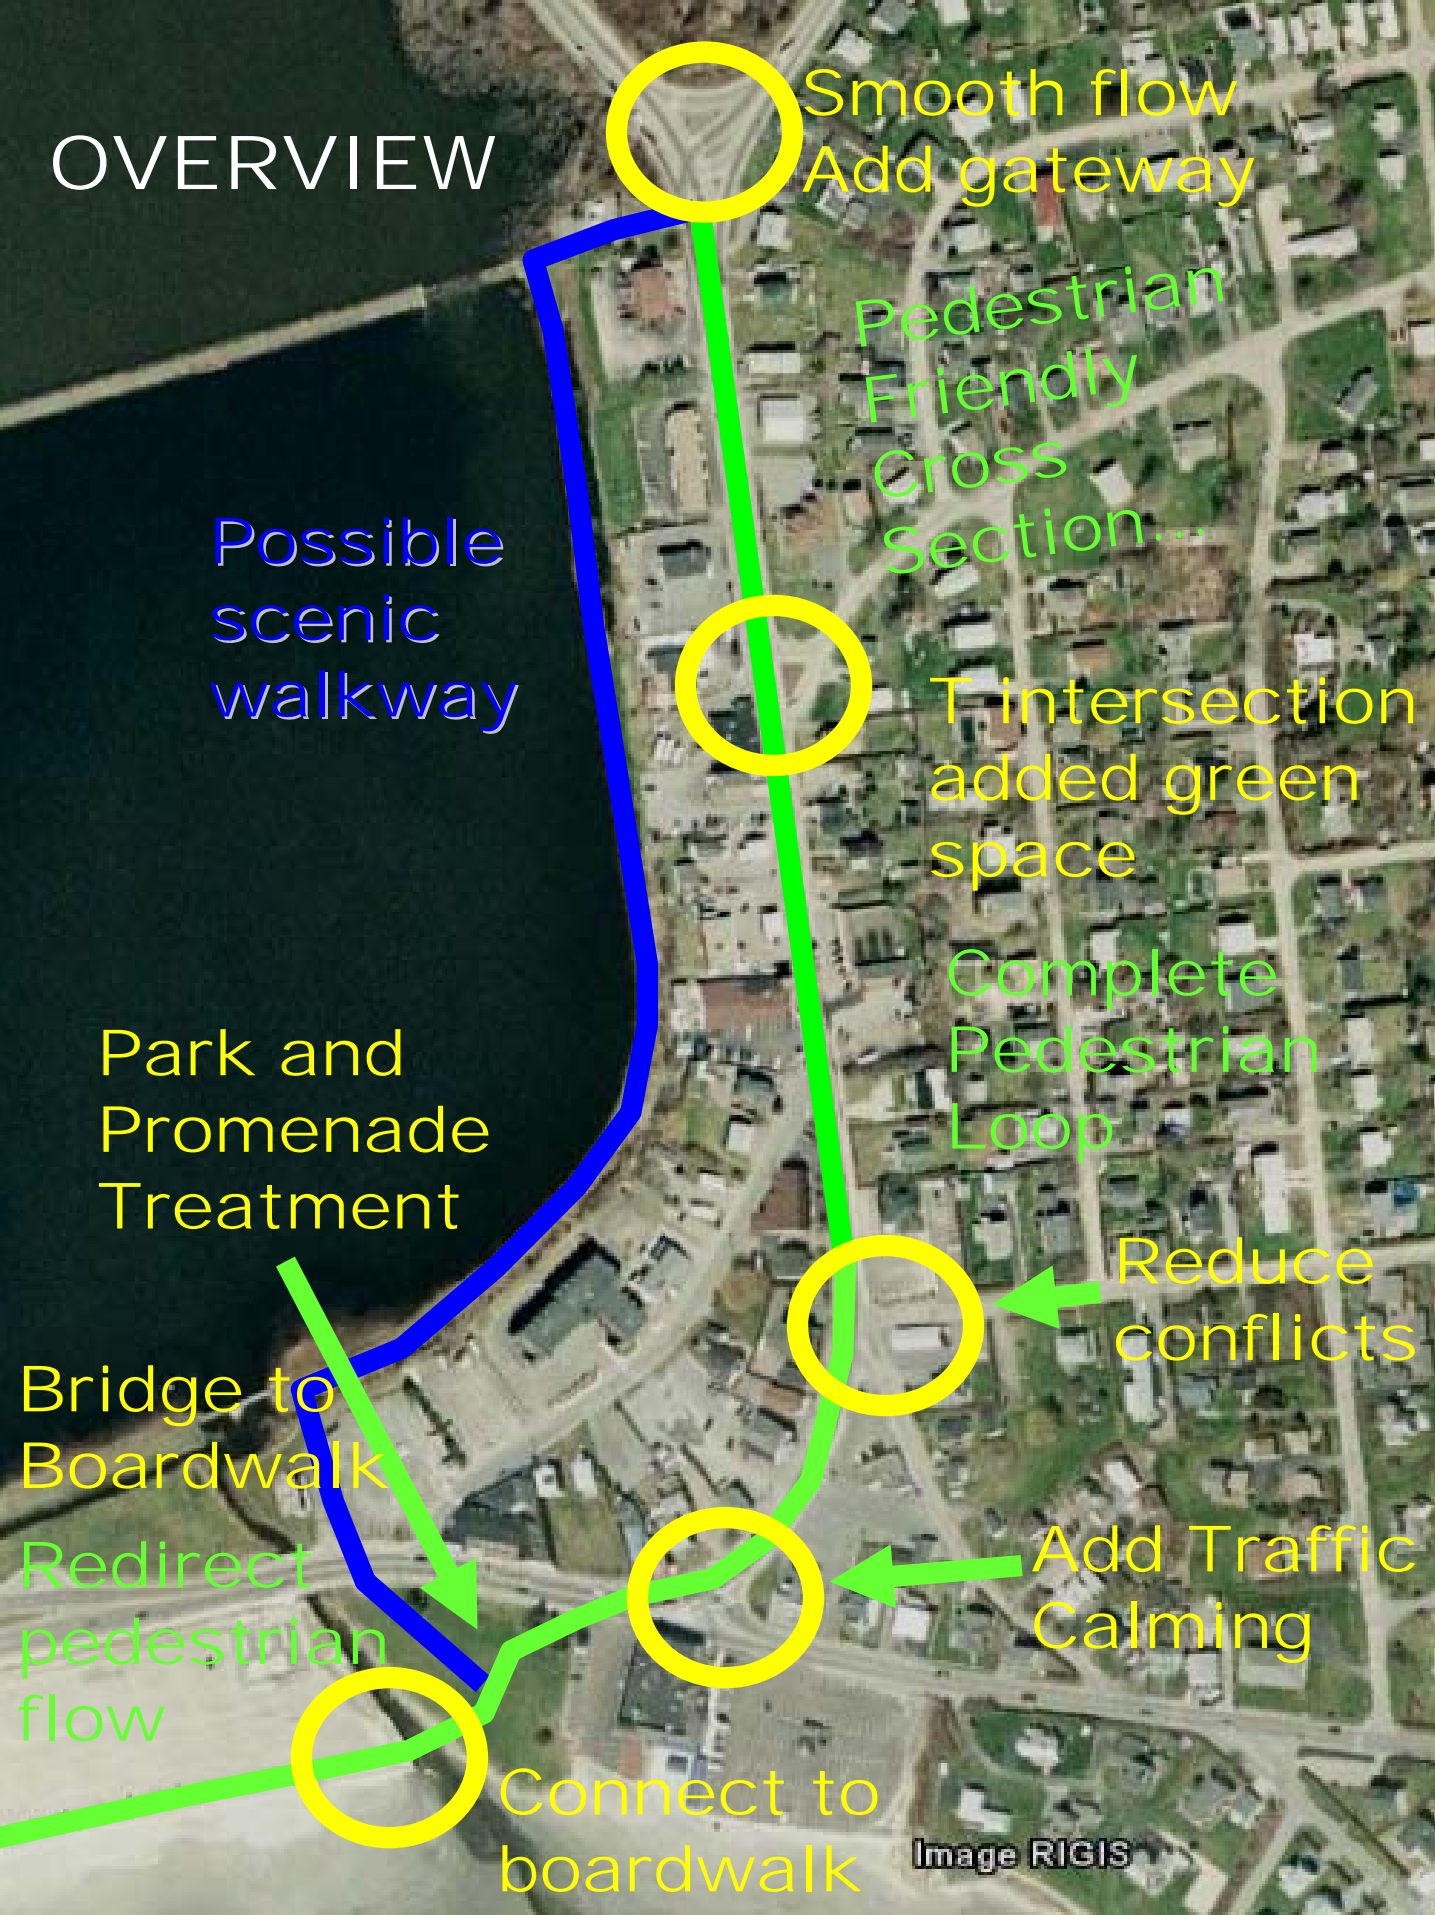 Smooth flow
Add gateway
OVERVIEW
Pedestrian
Friendly
Cross
Section...
Possible
scenic
walkway
T intersection
added green
space
Complete
Pedestrian
Loop
Park and
Promenade
Treatment
Reduce
conflicts
Bridge to
Boardwalk
Add Traffic
Calming
Redirect
pedestrian
flow
Connect to
boardwalk
Image RIGIS